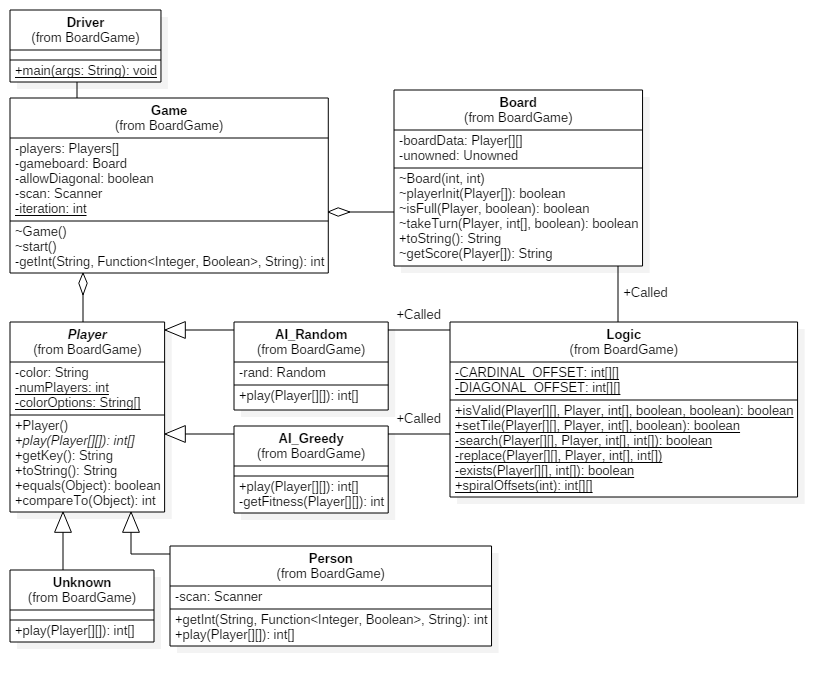 Driver
(from BoardGame)
+main(args: String): void
Game
(from BoardGame)
-players: Players[]
-gameboard: Board
-allowDiagonal: boolean
-scan: Scanner
-iteration: int
~Game()
~start()
-getInt(String, Function<Integer, Boolean>, String): int
Board
(from BoardGame)
-boardData: Player[][]
-unowned: Unowned
~Board(int, int)
~playerInit(Player[]): boolean
~isFull(Player, boolean): boolean
~takeTurn(Player, int[], boolean): boolean
+toString(): String
~getScore(Player[]): String
+Called
Player
(from BoardGame)
-color: String
-numPlayers: int
-colorOptions: String[]
+Player()
+play(Player[][]): int[]
+getKey(): String
+toString(): String
+equals(Object): boolean
+compareTo(Object): int
AI_Random
(from BoardGame)
-rand: Random
+play(Player[][]): int[]
+Called
AI_Greedy
(from BoardGame)
+play(Player[][]): int[]
-getFitness(Player[][]): int
+Called
Logic
(from BoardGame)
-CARDINAL_OFFSET: int[][]
-DIAGONAL_OFFSET: int[][]
+isValid(Player[][], Player, int[], boolean, boolean): boolean
+setTile(Player[][], Player, int[], boolean): boolean
-search(Player[][], Player, int[], int[]): boolean
-replace(Player[][], Player, int[], int[])
-exists(Player[][], int[]): boolean
+spiralOffsets(int): int[][]
Unknown
(from BoardGame)
+play(Player[][]): int[]
Person
(from BoardGame)
-scan: Scanner
+getInt(String, Function<Integer, Boolean>, String): int
+play(Player[][]): int[]